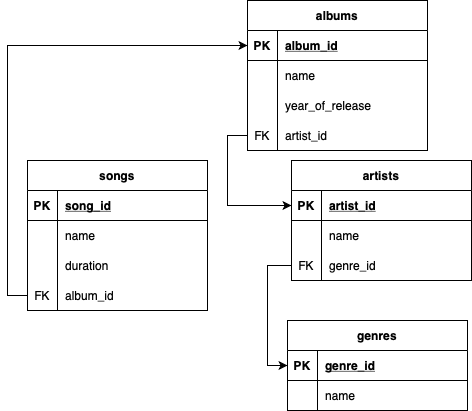 albums
PK album_id
name
year_of_release
FK artist_id
songs
PK song_id
name
duration
FK album_id
artists
PK artist_id
name
FK genre_id
genres
PK genre_id
name